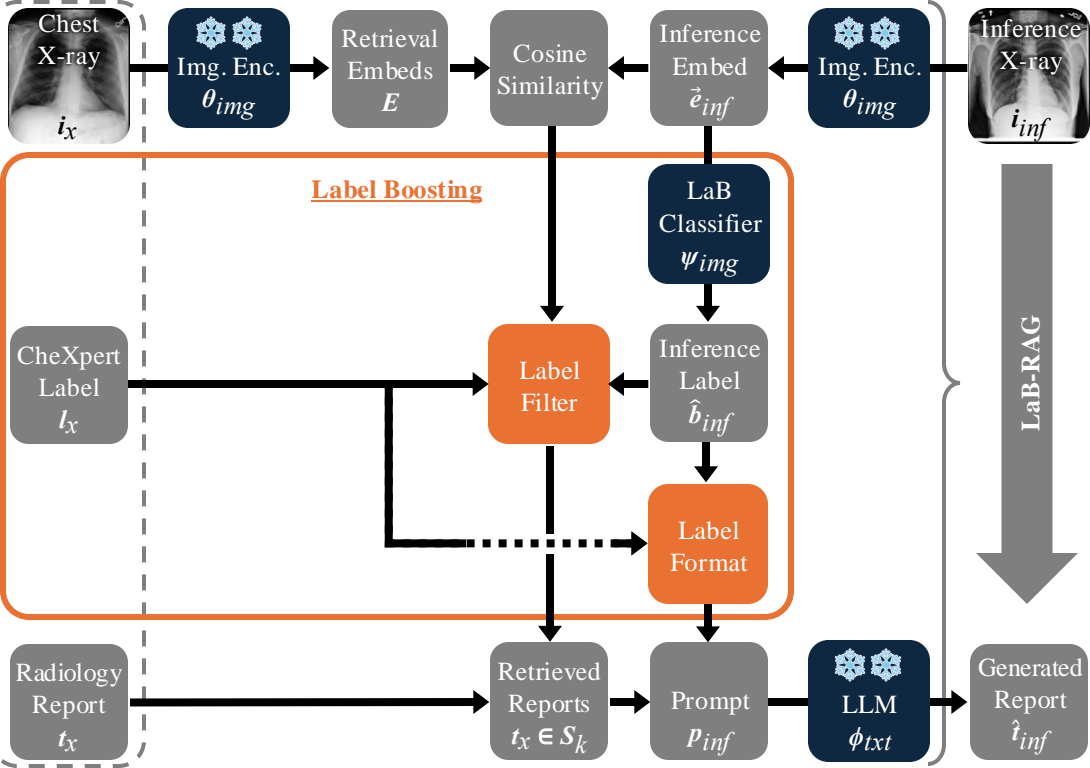 Chest
X-ray
i_x
Img. Enc.
θ_img
Retrieval
Embeds
E
Cosine
Similarity
Inference
Embed
e⃗_inf
Img. Enc.
θ_img
Inference
X-ray
i_inf
Label Boosting
LaB
Classifier
ψ_img
CheXpert
Label
l_x
Label
Filter
Inference
Label
b̂_inf
LaB-RAG
Label
Format
Radiology
Report
t_x
Retrieved
Reports
t_x ∈ S_k
Prompt
p_inf
LLM
ϕ_txt
Generated
Report
t̂_inf